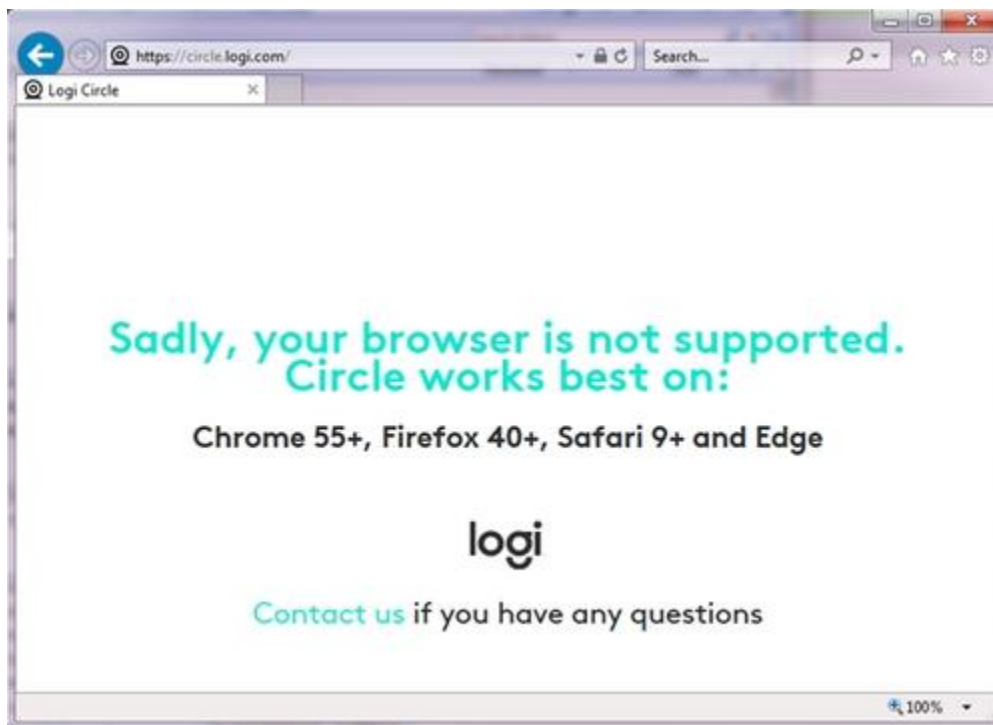 https://circle.logi.com/
Search...
Logi Circle
Sadly, your browser is not supported.
Circle works best on:
Chrome 55+, Firefox 40+, Safari 9+ and Edge
logi
Contact us if you have any questions
100%